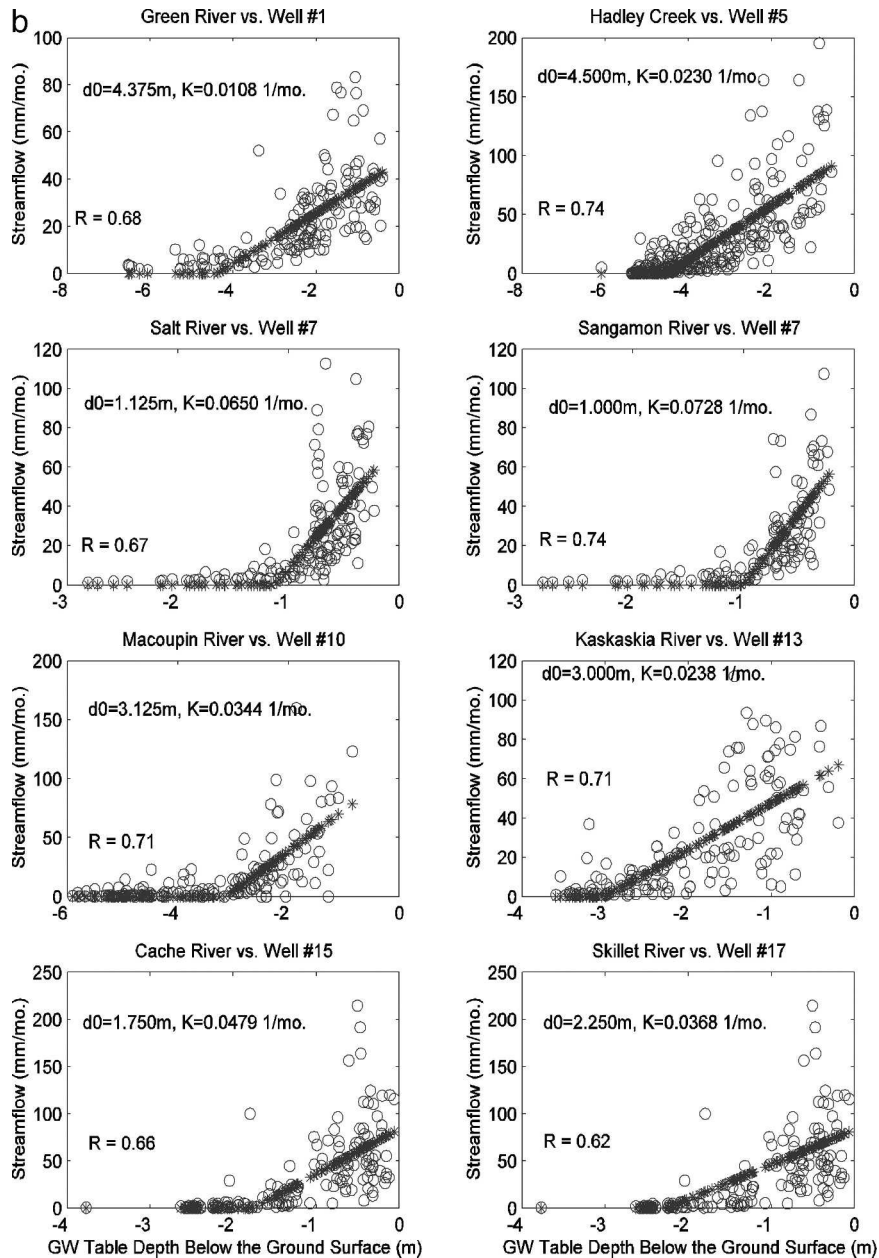 b
Green River vs. Well #1
Streamflow (mm/mo.)
100
80
60
40
20
0
d0=4.375m, K=0.0108 1/mo.
R = 0.68
-8 -6 -4 -2 0
Hadley Creek vs. Well #5
Streamflow (mm/mo.)
200
150
100
50
0
d0=4.500m, K=0.0230 1/mo.
R = 0.74
-8 -6 -4 -2 0
Salt River vs. Well #7
Streamflow (mm/mo.)
120
100
80
60
40
20
0
d0=1.125m, K=0.0650 1/mo.
R = 0.67
-3 -2 -1 0
Sangamon River vs. Well #7
Streamflow (mm/mo.)
120
100
80
60
40
20
0
d0=1.000m, K=0.0728 1/mo.
R = 0.74
-3 -2 -1 0
Macoupin River vs. Well #10
Streamflow (mm/mo.)
200
150
100
50
0
d0=3.125m, K=0.0344 1/mo.
R = 0.71
-6 -4 -2 0
Kaskaskia River vs. Well #13
Streamflow (mm/mo.)
120
100
80
60
40
20
0
d0=3.000m, K=0.0238 1/mo.
R = 0.71
-4 -3 -2 -1 0
Cache River vs. Well #15
Streamflow (mm/mo.)
250
200
150
100
50
0
d0=1.750m, K=0.0479 1/mo.
R = 0.66
-4 -3 -2 -1 0
GW Table Depth Below the Ground Surface (m)
Skillet River vs. Well #17
Streamflow (mm/mo.)
250
200
150
100
50
0
d0=2.250m, K=0.0368 1/mo.
R = 0.62
-4 -3 -2 -1 0
GW Table Depth Below the Ground Surface (m)